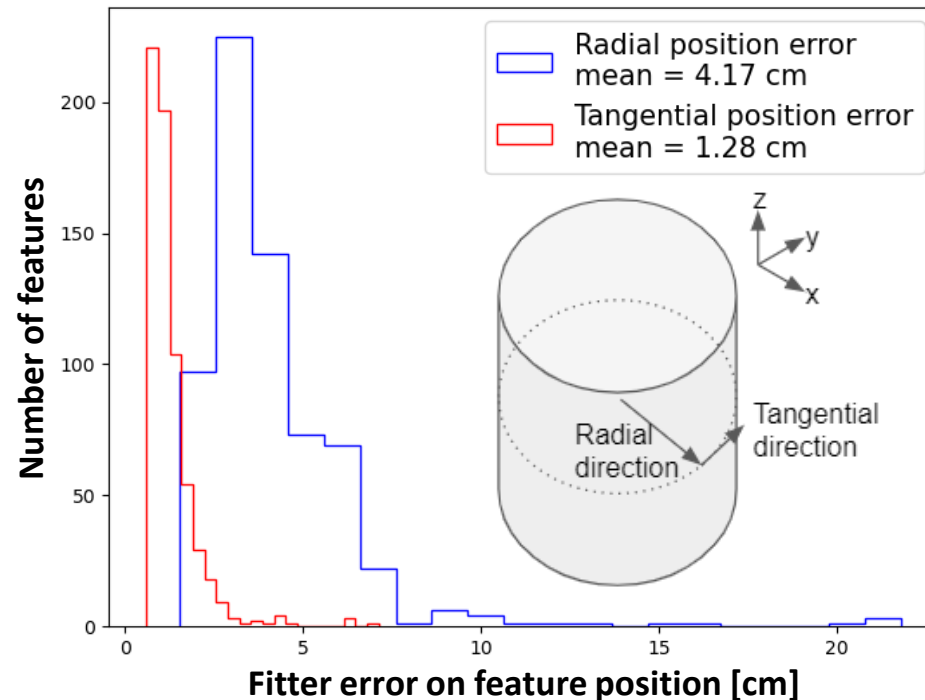 Radial position error
mean = 4.17 cm
Tangential position error
mean = 1.28 cm
Number of features
200
150
100
50
0
z
y
x
Radial
direction
Tangential
direction
0
5
10
15
20
Fitter error on feature position [cm]